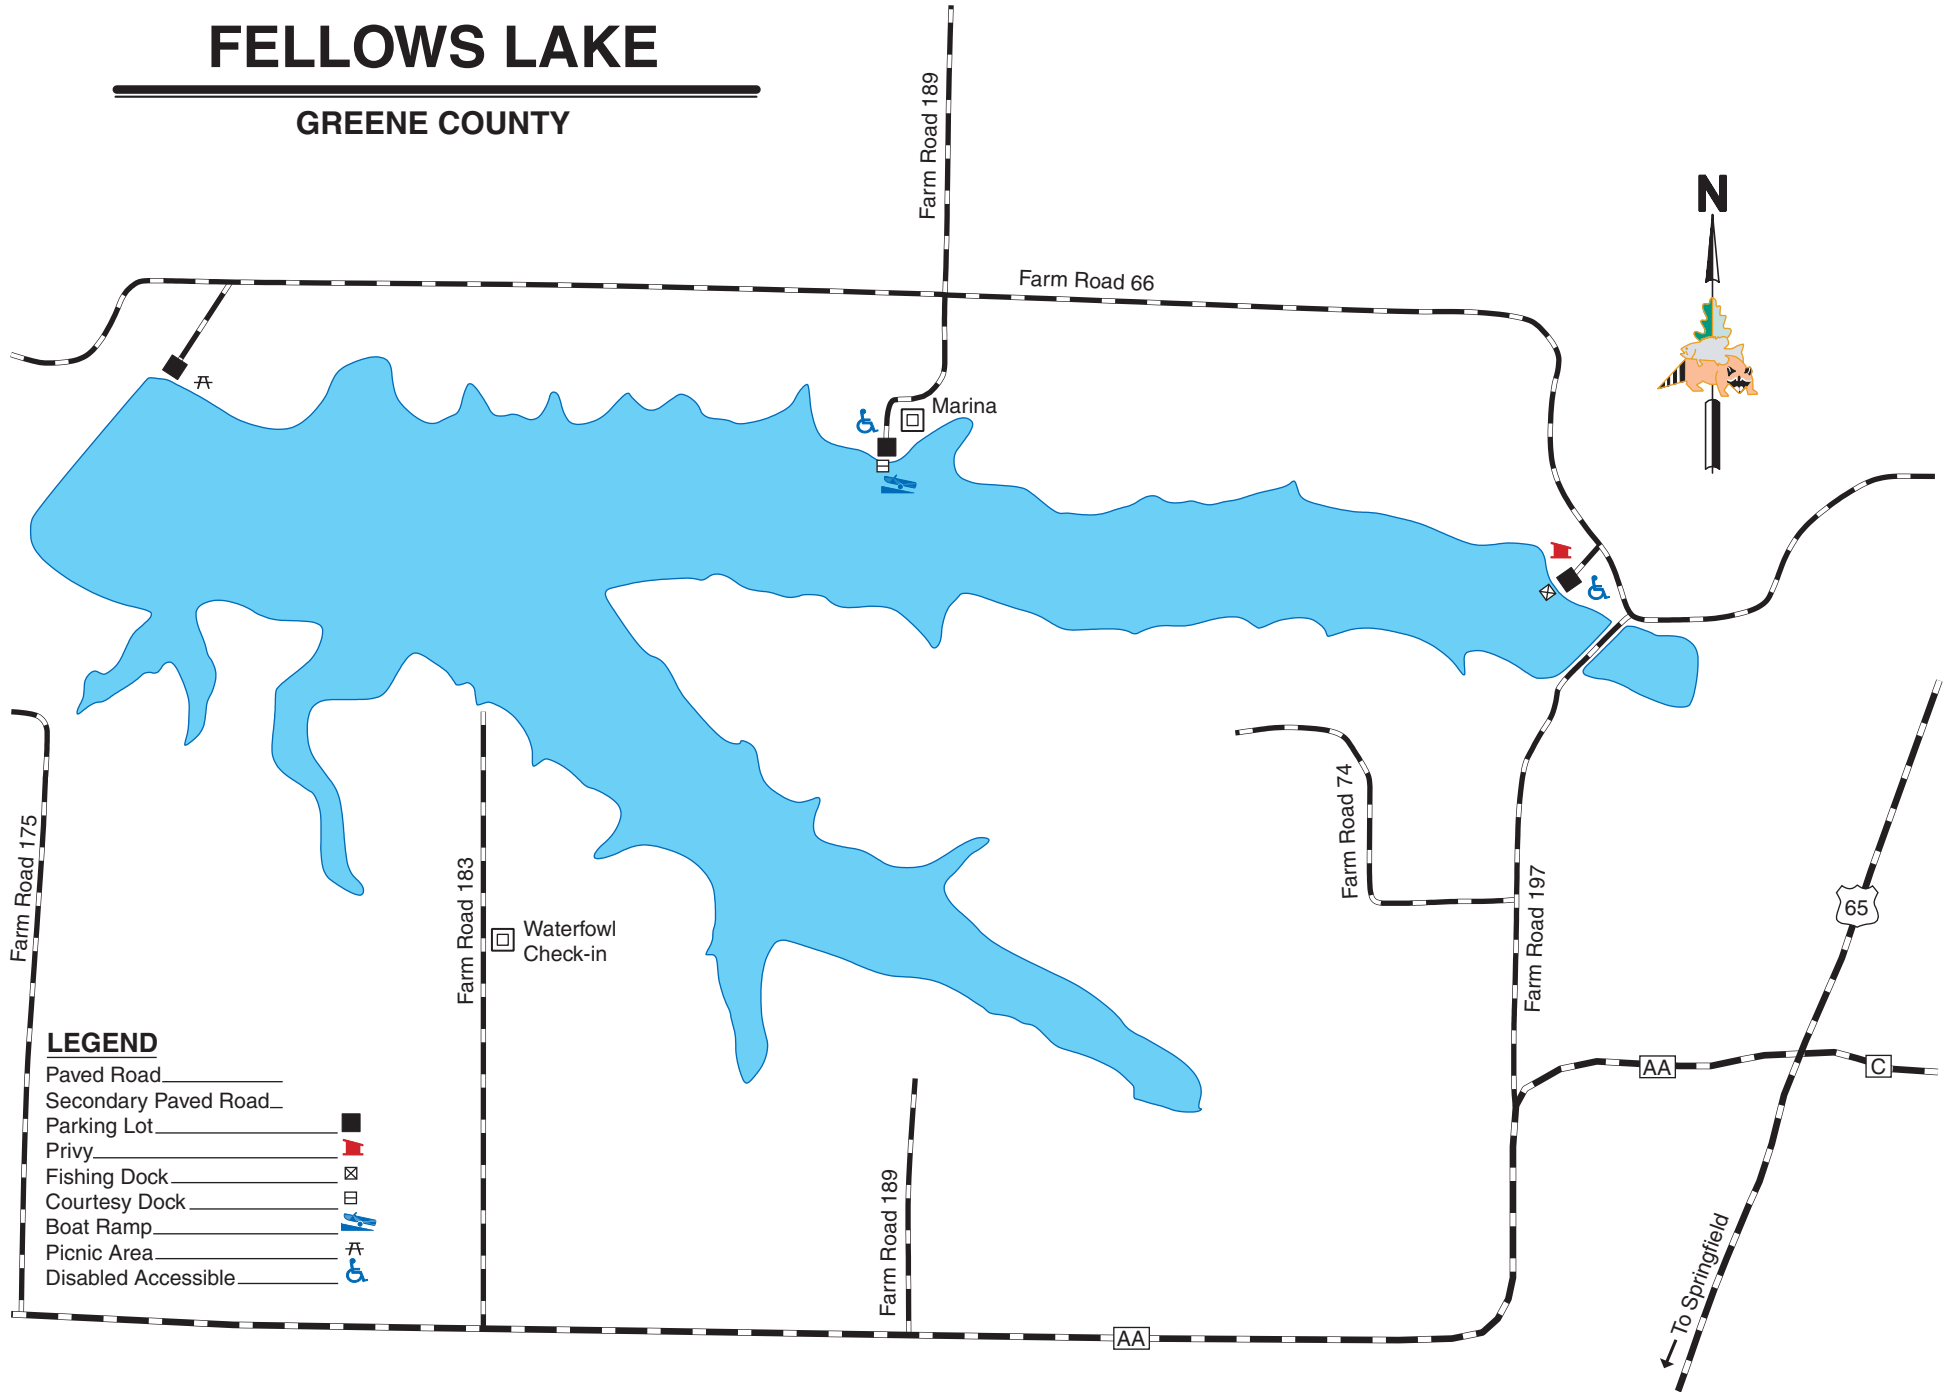 FELLOWS LAKE
GREENE COUNTY
Farm Road 189
N
Farm Road 66
Marina
Farm Road 74
Farm Road 175
Farm Road 183
Waterfowl
Check-in
Farm Road 197
65
AA
C
LEGEND
Paved Road
Secondary Paved Road
Parking Lot
Privy
Fishing Dock
Courtesy Dock
Boat Ramp
Picnic Area
Disabled Accessible
Farm Road 189
To Springfield
AA